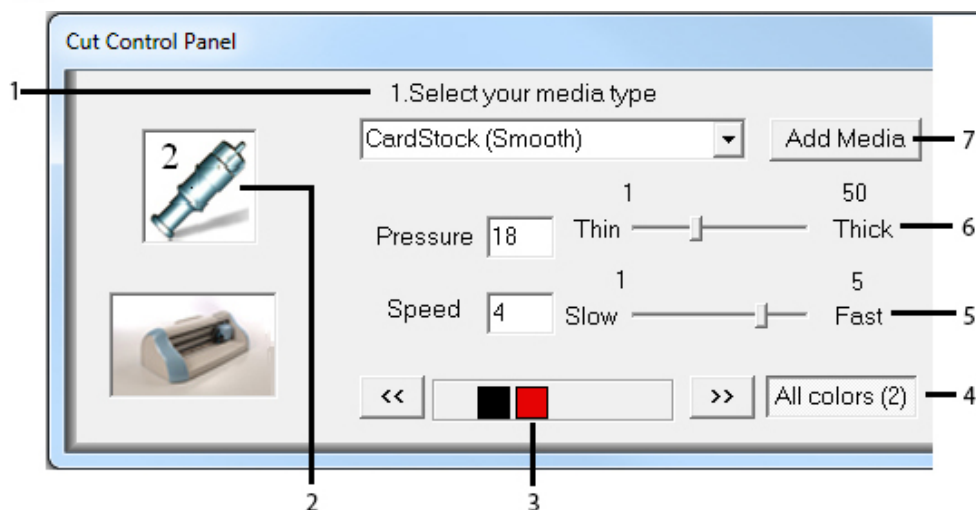 Cut Control Panel
1 1.Select your media type
CardStock (Smooth) Add Media 7
2
1 50
Pressure 18 Thin Thick 6
1 5
Speed 4 Slow Fast 5
<< >> All colors (2) 4
2 3